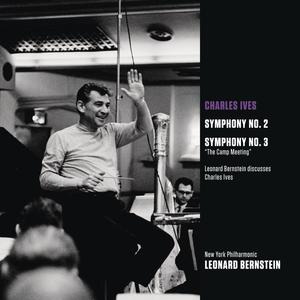 CHARLES IVES
SYMPHONY NO. 2
SYMPHONY NO. 3
"The Camp Meeting"
Leonard Bernstein discusses
Charles Ives
New York Philharmonic
LEONARD BERNSTEIN